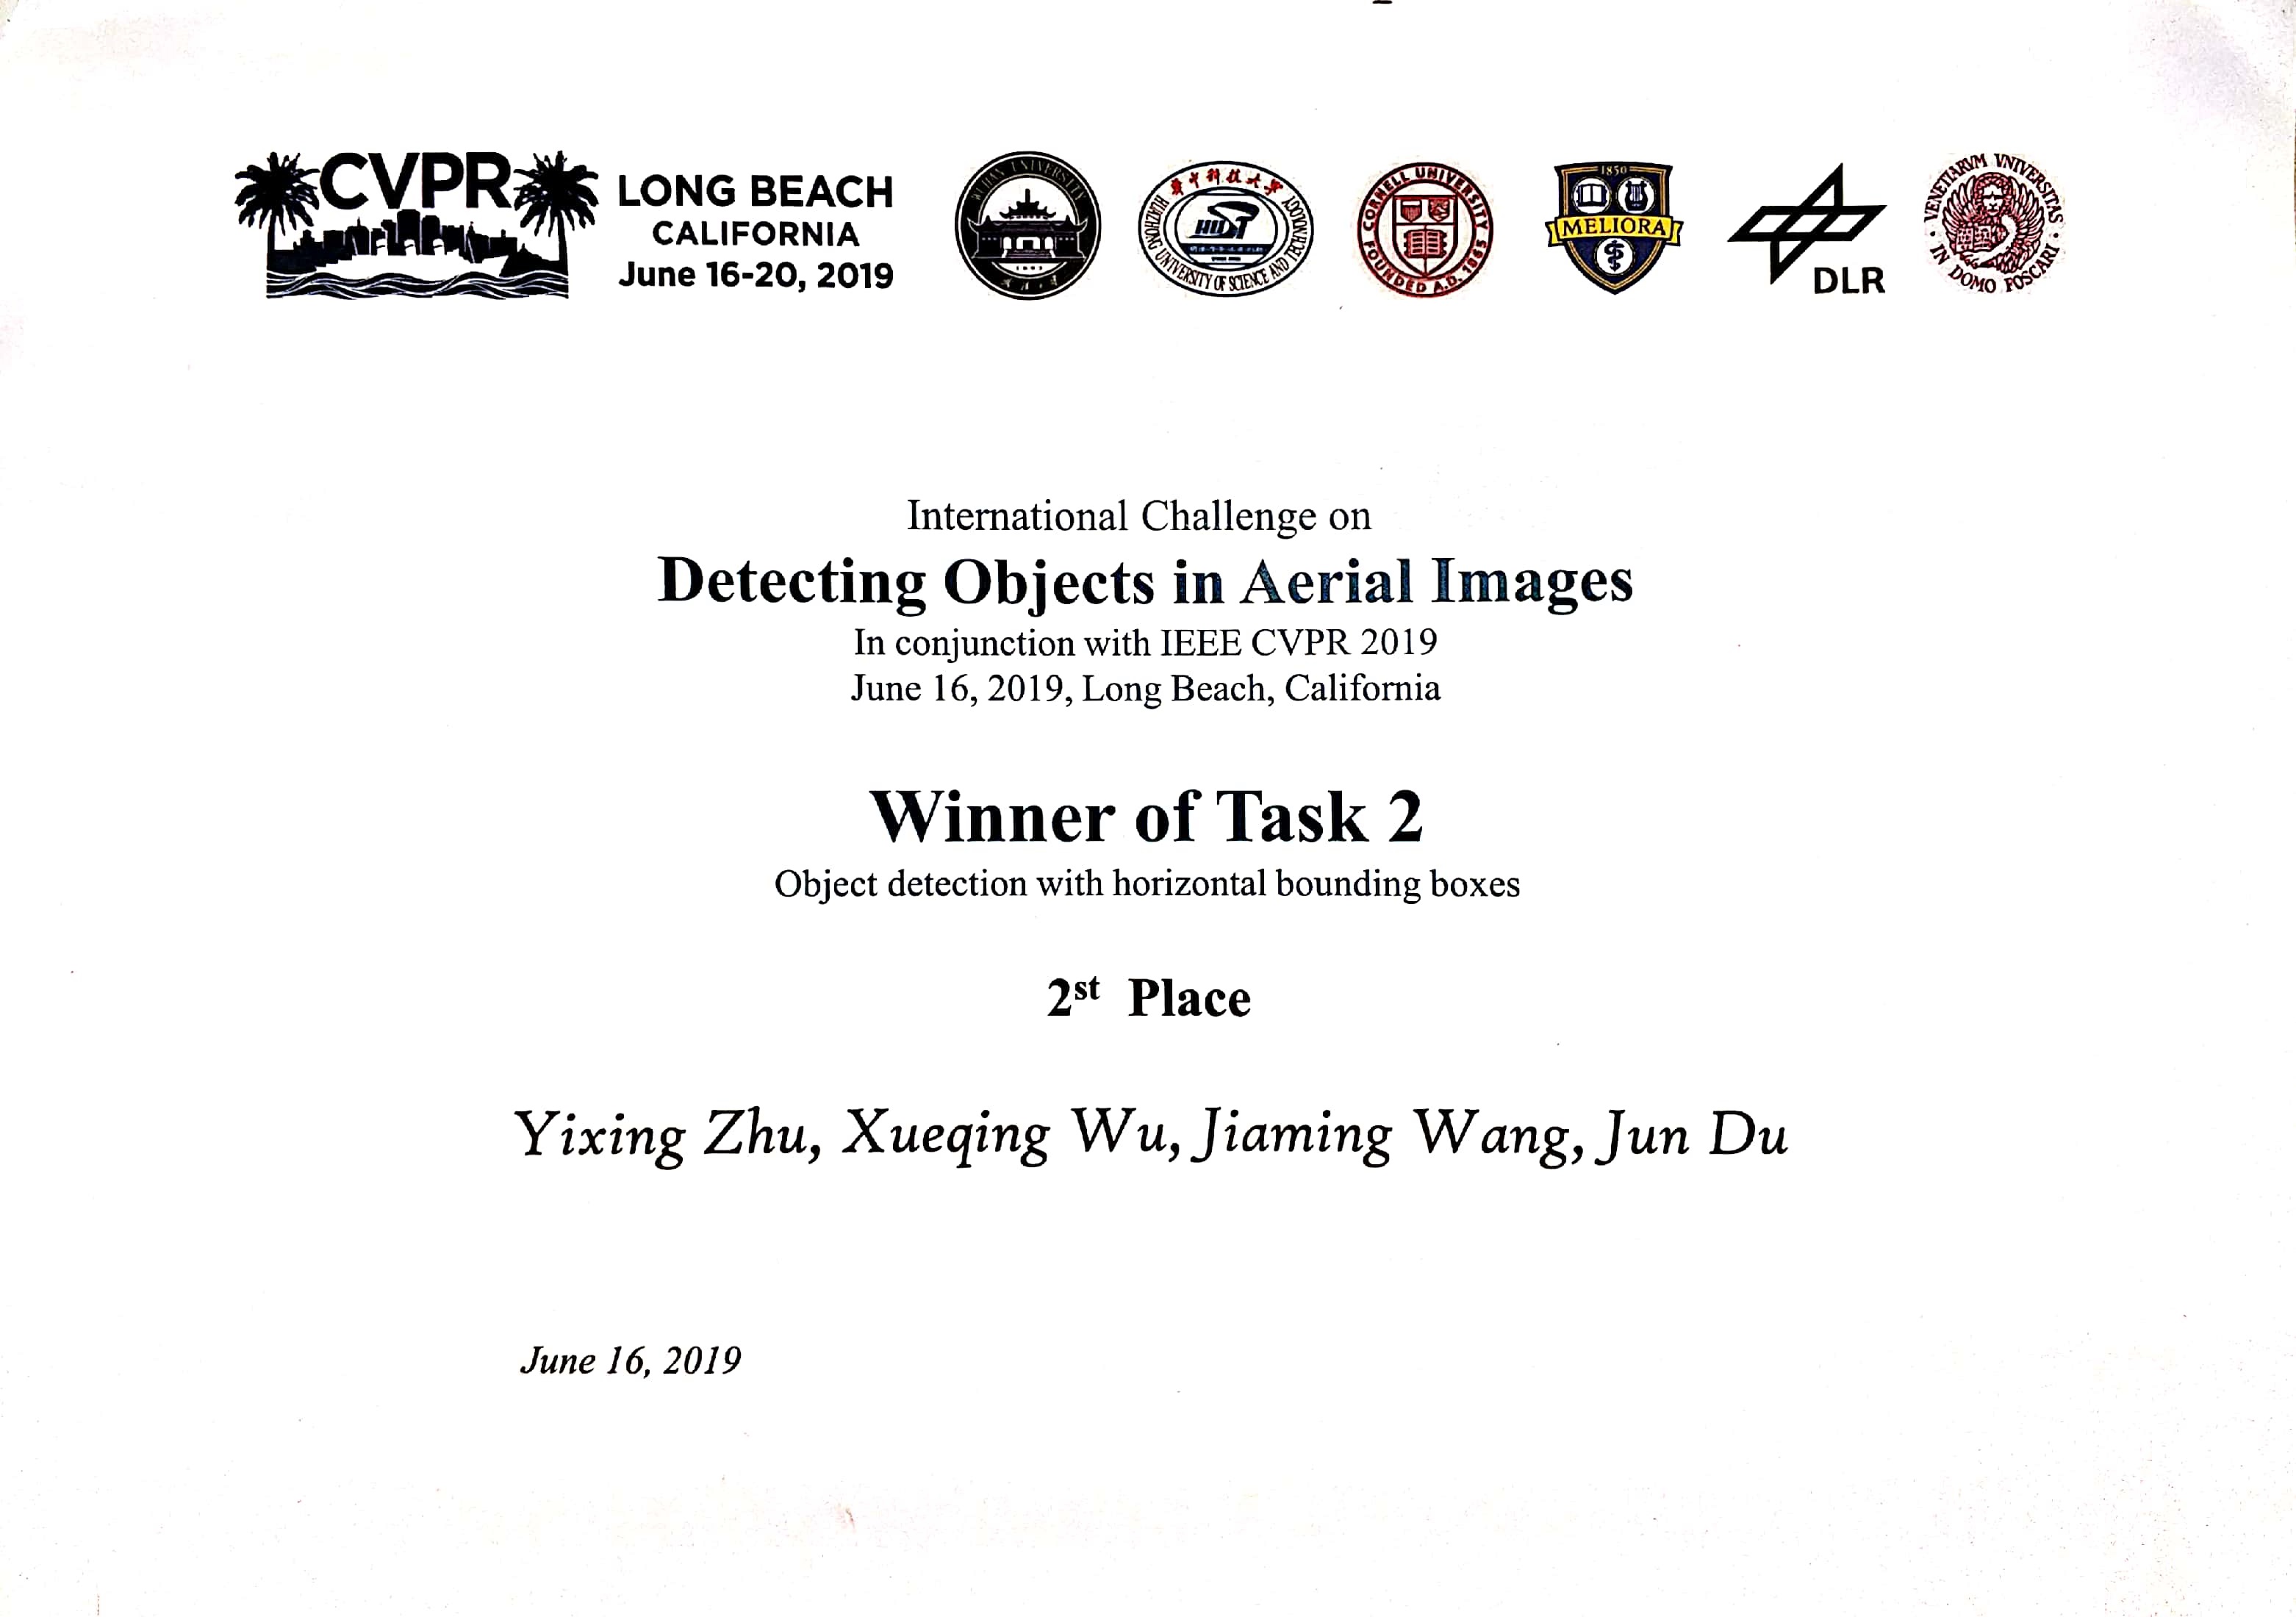 CVPR
LONG BEACH
CALIFORNIA
June 16-20, 2019
WUHAN UNIVERSITY
1893
华中科技大学
HUST
HUAZHONG UNIVERSITY OF SCIENCE AND TECHNOLOGY
CORNELL UNIVERSITY
FOUNDED A.D. 1865
1850
MELIORA
DLR
VENETIARVM VNIVERSITAS
IN DOMO FOSCARI
International Challenge on
Detecting Objects in Aerial Images
In conjunction with IEEE CVPR 2019
June 16, 2019, Long Beach, California
Winner of Task 2
Object detection with horizontal bounding boxes
2st Place
Yixing Zhu, Xueqing Wu, Jiaming Wang, Jun Du
June 16, 2019